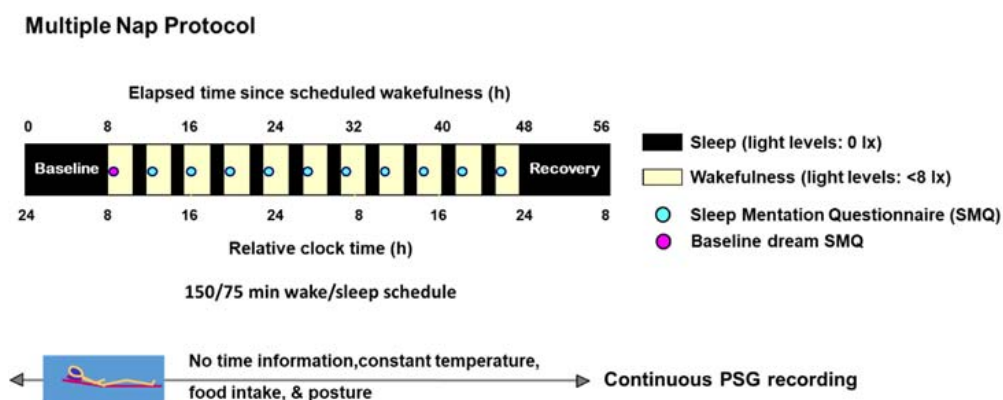 Multiple Nap Protocol
Elapsed time since scheduled wakefulness (h)
0 8 16 24 32 40 48 56
Baseline Recovery
24 8 16 24 8 16 24 8
Relative clock time (h)
150/75 min wake/sleep schedule
Sleep (light levels: 0 lx)
Wakefulness (light levels: <8 lx)
Sleep Mentation Questionnaire (SMQ)
Baseline dream SMQ
No time information,constant temperature,
food intake, & posture
Continuous PSG recording